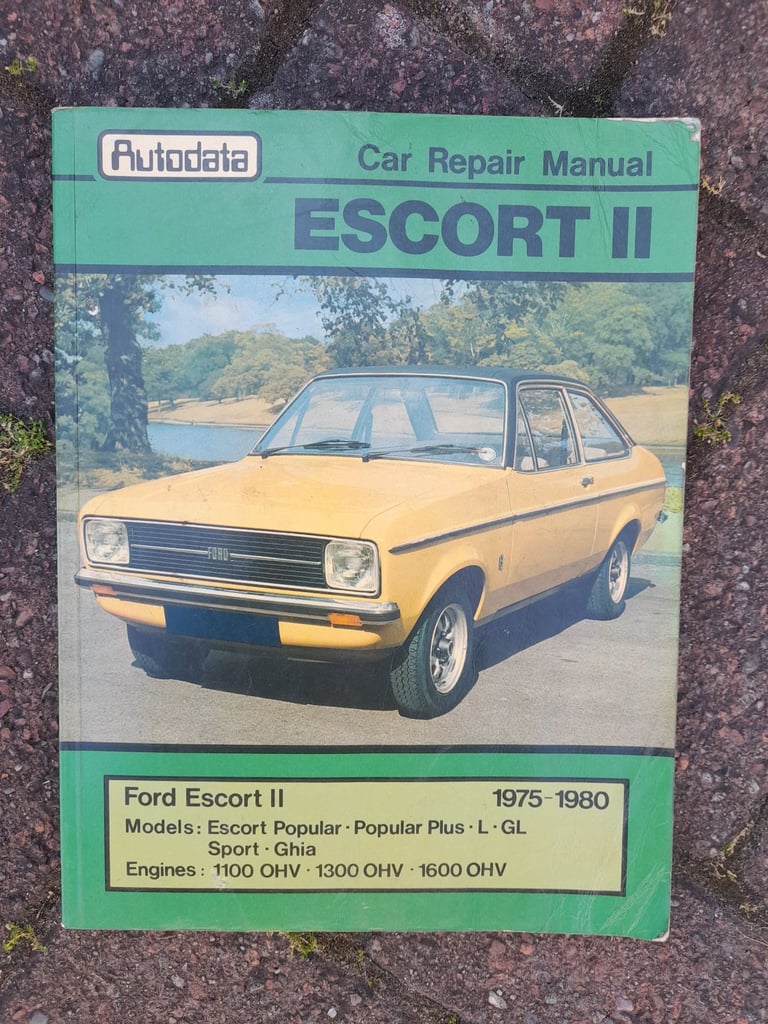 Autodata
Car Repair Manual
ESCORT II
FORD
Ford Escort II 1975-1980
Models: Escort Popular · Popular Plus · L · GL
Sport · Ghia
Engines: 1100 OHV · 1300 OHV · 1600 OHV